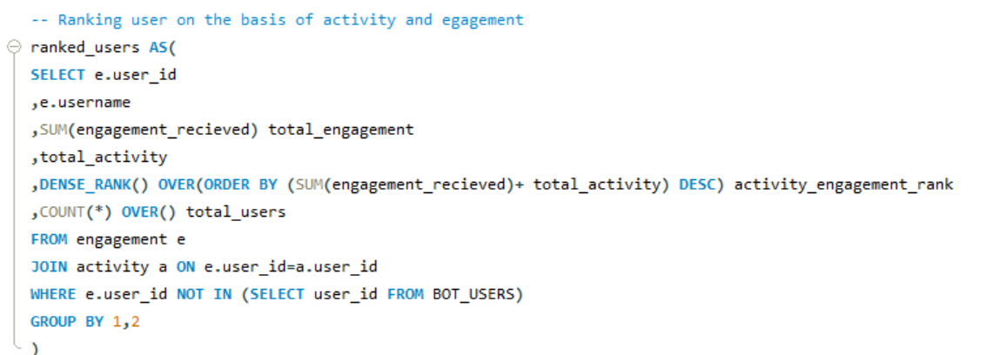 -- Ranking user on the basis of activity and egagement
ranked_users AS(
SELECT e.user_id
,e.username
,SUM(engagement_recieved) total_engagement
,total_activity
,DENSE_RANK() OVER(ORDER BY (SUM(engagement_recieved)+ total_activity) DESC) activity_engagement_rank
,COUNT(*) OVER() total_users
FROM engagement e
JOIN activity a ON e.user_id=a.user_id
WHERE e.user_id NOT IN (SELECT user_id FROM BOT_USERS)
GROUP BY 1,2
)